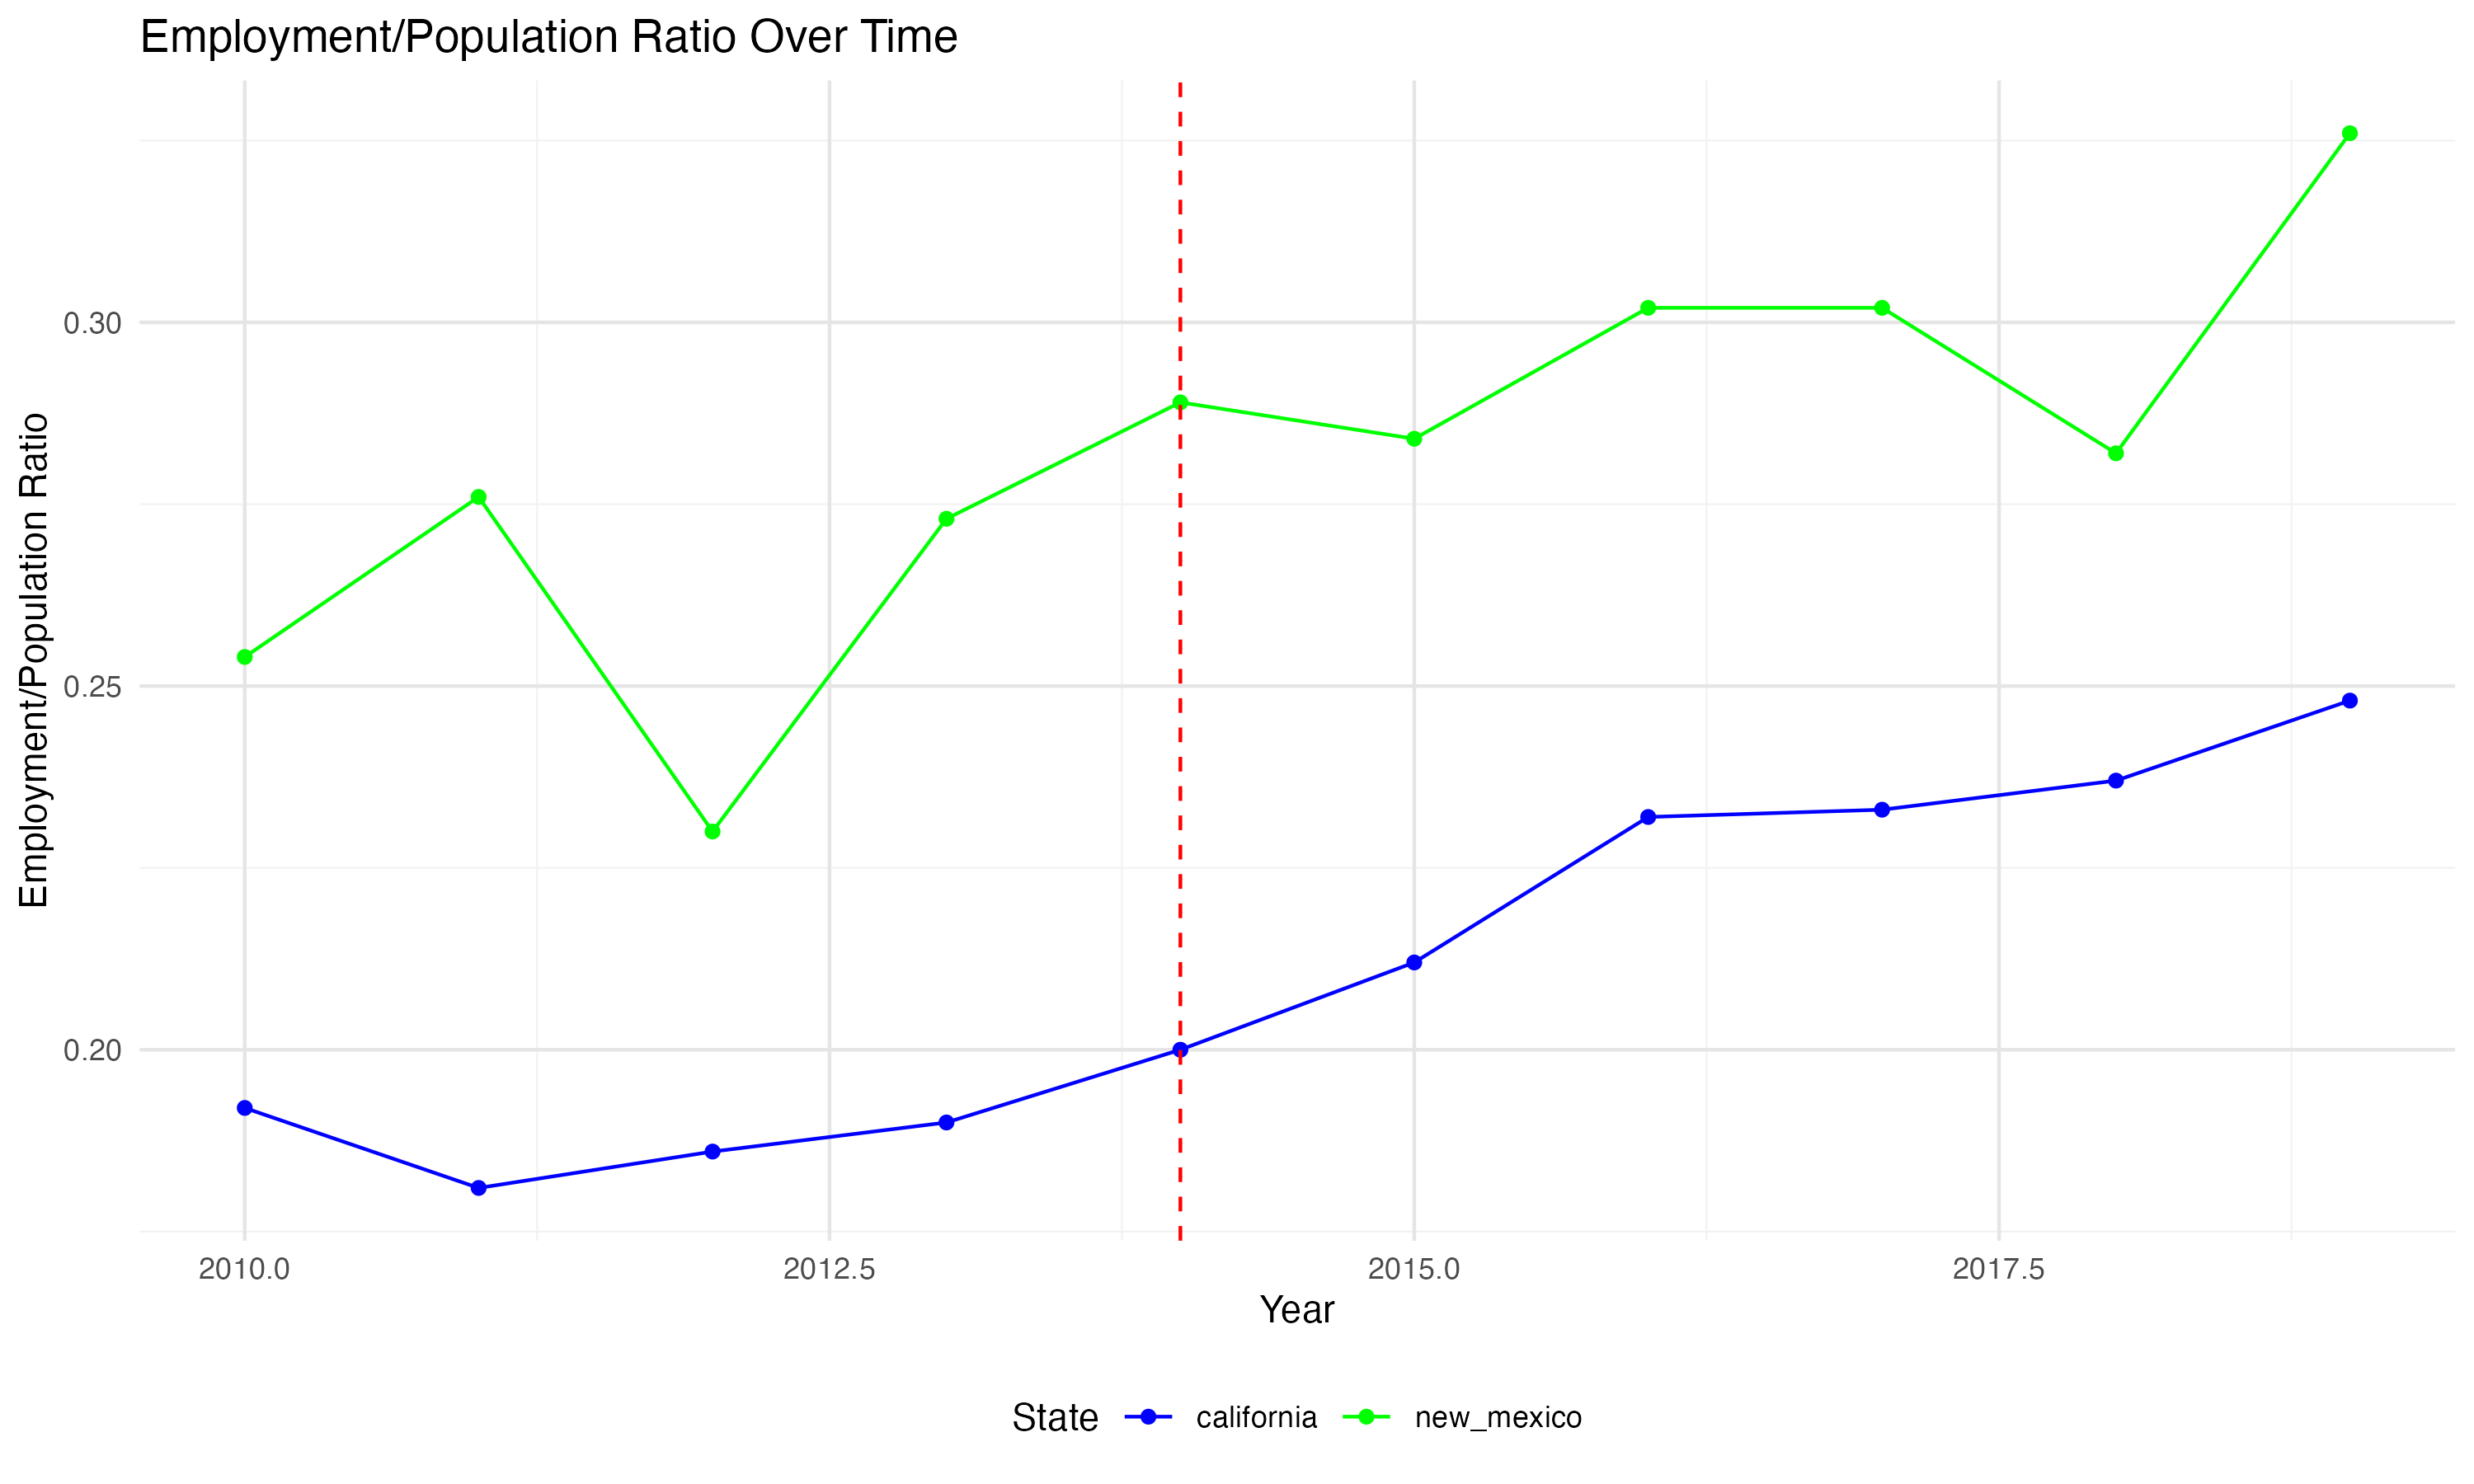 Employment/Population Ratio Over Time
Employment/Population Ratio
0.30
0.25
0.20
2010.0 2012.5 2015.0 2017.5
Year
State california new_mexico